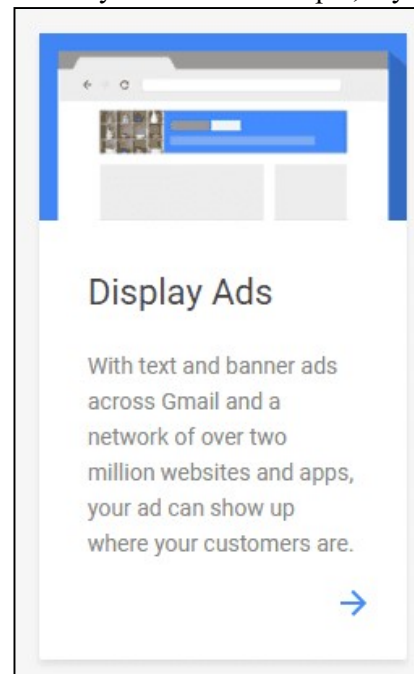 Display Ads
With text and banner ads
across Gmail and a
network of over two
million websites and apps,
your ad can show up
where your customers are.